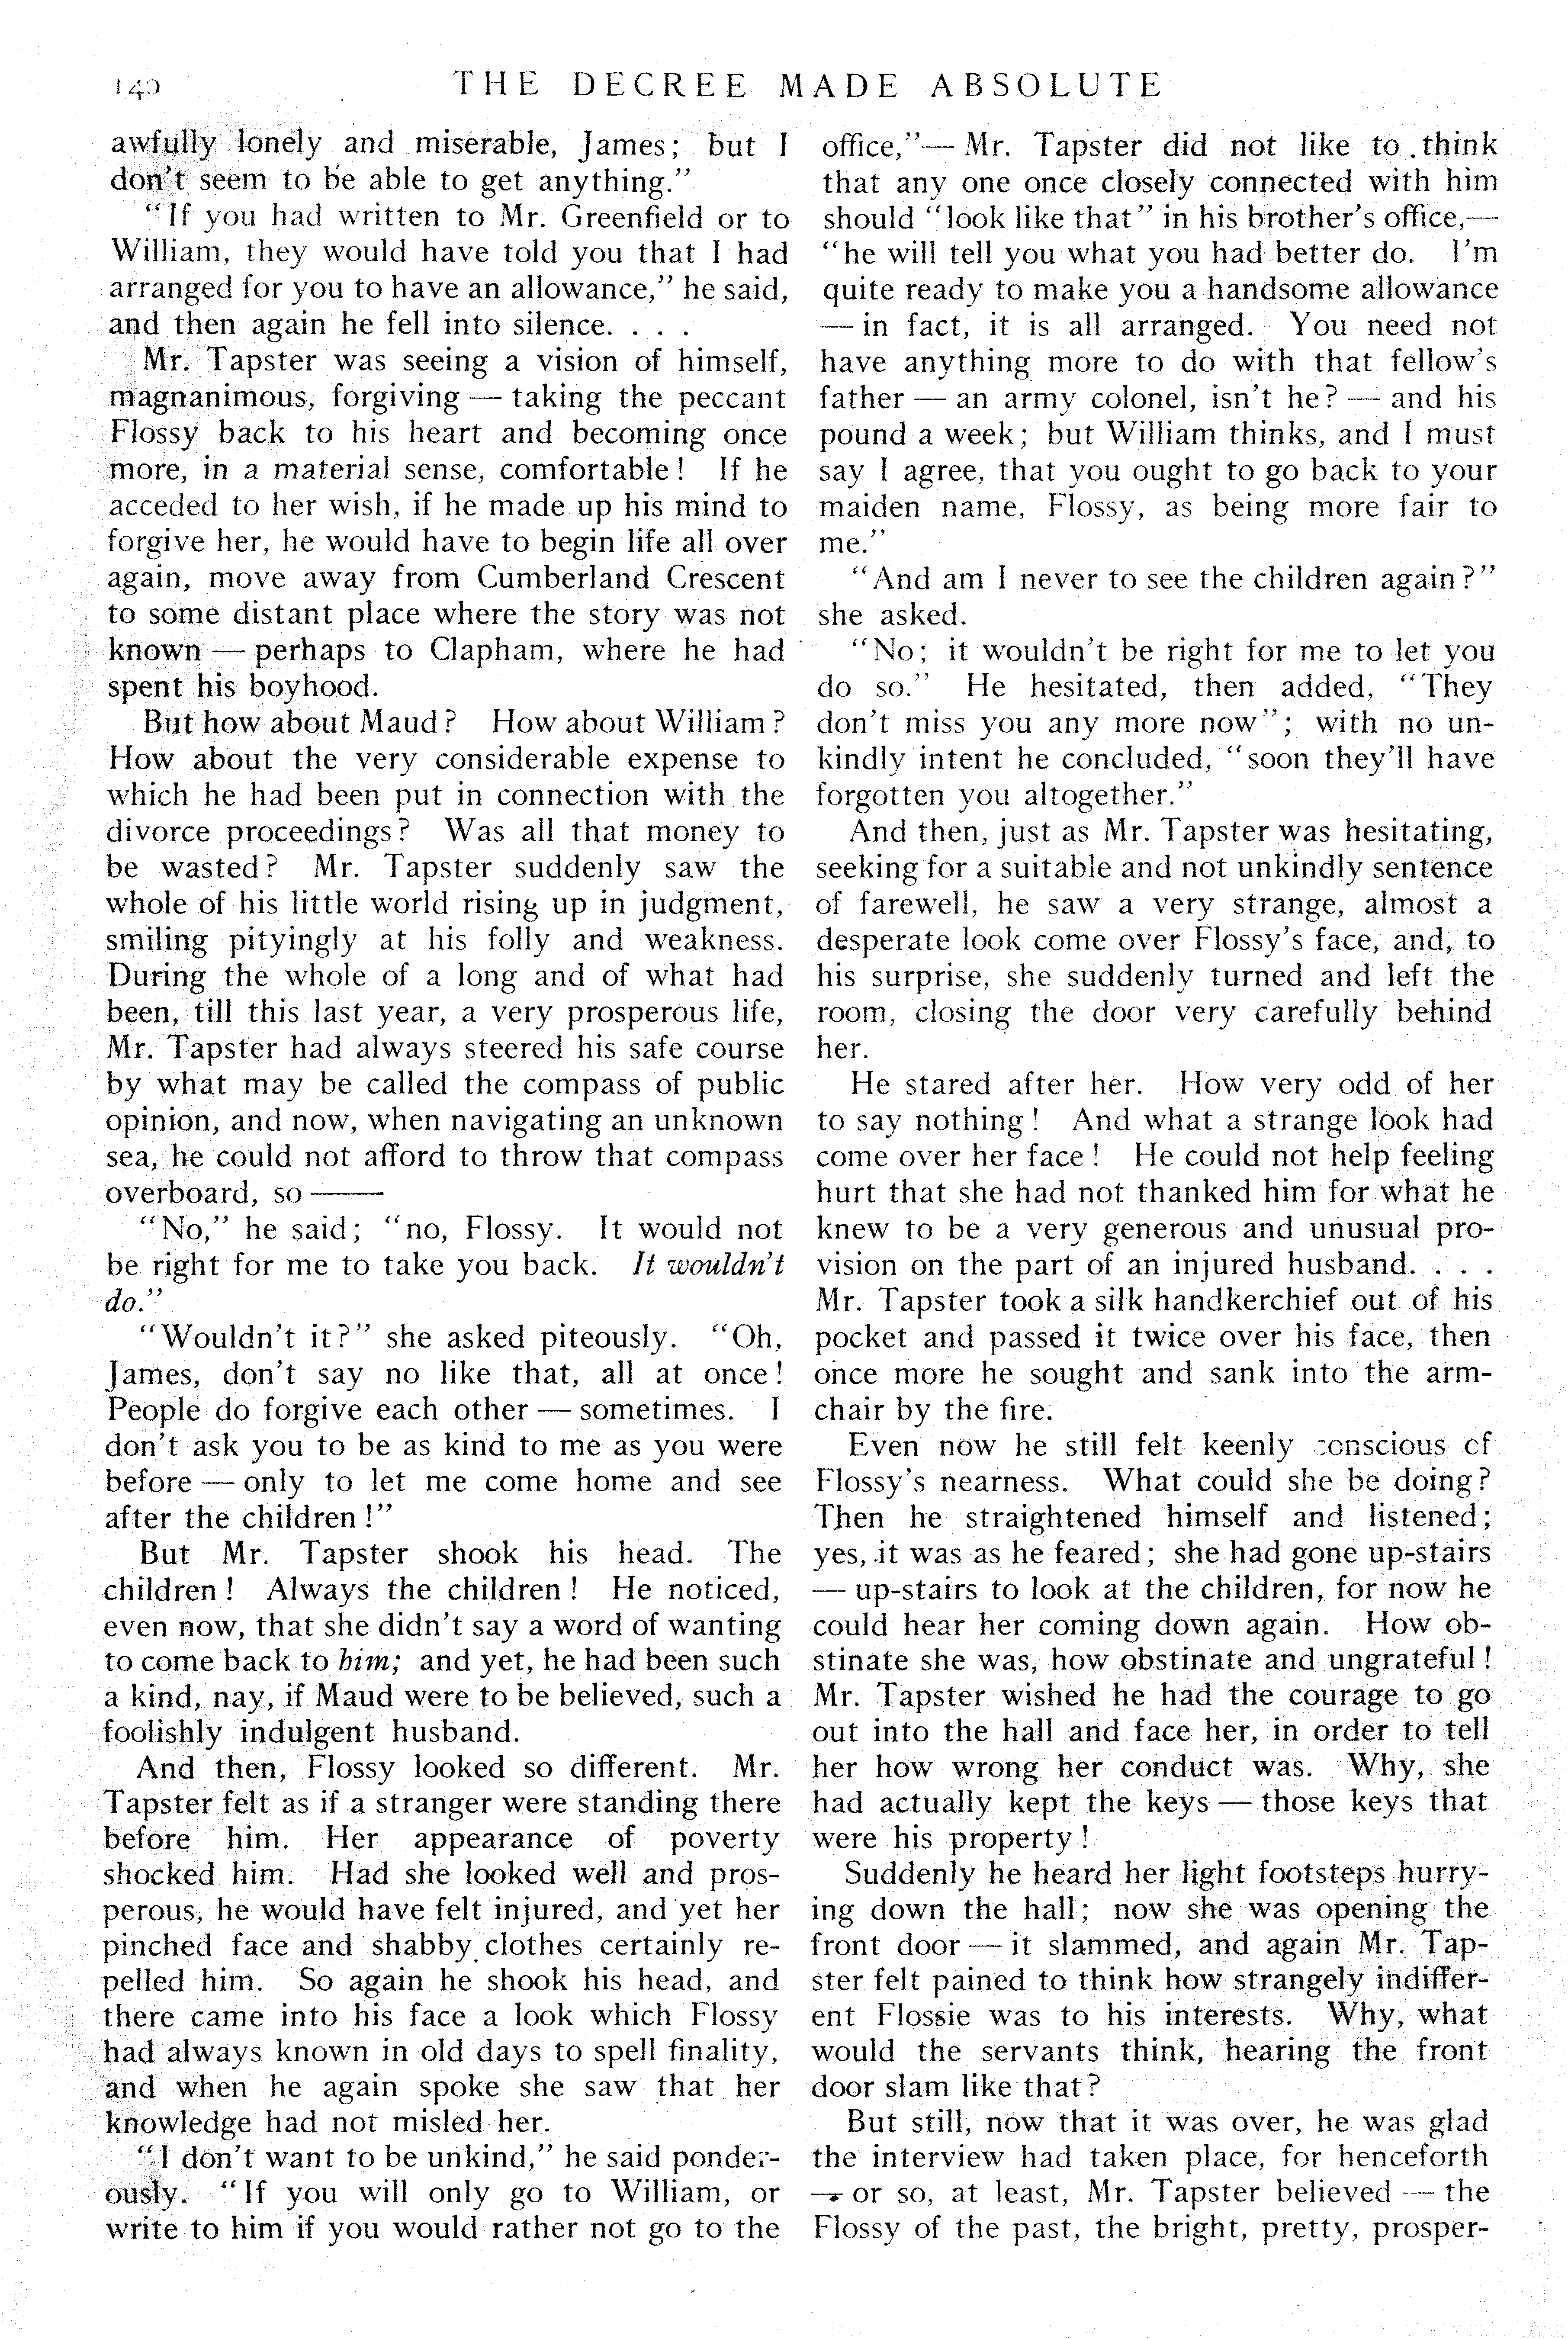 140 THE DECREE MADE ABSOLUTE
awfully lonely and miserable, James; but I
don't seem to be able to get anything."
"If you had written to Mr. Greenfield or to
William, they would have told you that I had
arranged for you to have an allowance," he said,
and then again he fell into silence. . . .
Mr. Tapster was seeing a vision of himself,
magnanimous, forgiving — taking the peccant
Flossy back to his heart and becoming once
more, in a material sense, comfortable! If he
acceded to her wish, if he made up his mind to
forgive her, he would have to begin life all over
again, move away from Cumberland Crescent
to some distant place where the story was not
known — perhaps to Clapham, where he had
spent his boyhood.
But how about Maud? How about William?
How about the very considerable expense to
which he had been put in connection with the
divorce proceedings? Was all that money to
be wasted? Mr. Tapster suddenly saw the
whole of his little world rising up in judgment,
smiling pityingly at his folly and weakness.
During the whole of a long and of what had
been, till this last year, a very prosperous life,
Mr. Tapster had always steered his safe course
by what may be called the compass of public
opinion, and now, when navigating an unknown
sea, he could not afford to throw that compass
overboard, so ——
"No," he said; "no, Flossy. It would not
be right for me to take you back. It wouldn't
do."
"Wouldn't it?" she asked piteously. "Oh,
James, don't say no like that, all at once!
People do forgive each other — sometimes. I
don't ask you to be as kind to me as you were
before — only to let me come home and see
after the children!"
But Mr. Tapster shook his head. The
children! Always the children! He noticed,
even now, that she didn't say a word of wanting
to come back to him; and yet, he had been such
a kind, nay, if Maud were to be believed, such a
foolishly indulgent husband.
And then, Flossy looked so different. Mr.
Tapster felt as if a stranger were standing there
before him. Her appearance of poverty
shocked him. Had she looked well and pros-
perous, he would have felt injured, and yet her
pinched face and shabby clothes certainly re-
pelled him. So again he shook his head, and
there came into his face a look which Flossy
had always known in old days to spell finality,
and when he again spoke she saw that her
knowledge had not misled her.
"I don't want to be unkind," he said ponder-
ously. "If you will only go to William, or
write to him if you would rather not go to the
office,"— Mr. Tapster did not like to think
that any one once closely connected with him
should "look like that" in his brother's office,—
"he will tell you what you had better do. I'm
quite ready to make you a handsome allowance
— in fact, it is all arranged. You need not
have anything more to do with that fellow's
father — an army colonel, isn't he? — and his
pound a week; but William thinks, and I must
say I agree, that you ought to go back to your
maiden name, Flossy, as being more fair to
me."
"And am I never to see the children again?"
she asked.
"No; it wouldn't be right for me to let you
do so." He hesitated, then added, "They
don't miss you any more now"; with no un-
kindly intent he concluded, "soon they'll have
forgotten you altogether."
And then, just as Mr. Tapster was hesitating,
seeking for a suitable and not unkindly sentence
of farewell, he saw a very strange, almost a
desperate look come over Flossy's face, and, to
his surprise, she suddenly turned and left the
room, closing the door very carefully behind
her.
He stared after her. How very odd of her
to say nothing! And what a strange look had
come over her face! He could not help feeling
hurt that she had not thanked him for what he
knew to be a very generous and unusual pro-
vision on the part of an injured husband. . . .
Mr. Tapster took a silk handkerchief out of his
pocket and passed it twice over his face, then
once more he sought and sank into the arm-
chair by the fire.
Even now he still felt keenly conscious of
Flossy's nearness. What could she be doing?
Then he straightened himself and listened;
yes, it was as he feared; she had gone up-stairs
— up-stairs to look at the children, for now he
could hear her coming down again. How ob-
stinate she was, how obstinate and ungrateful!
Mr. Tapster wished he had the courage to go
out into the hall and face her, in order to tell
her how wrong her conduct was. Why, she
had actually kept the keys — those keys that
were his property!
Suddenly he heard her light footsteps hurry-
ing down the hall; now she was opening the
front door — it slammed, and again Mr. Tap-
ster felt pained to think how strangely indiffer-
ent Flossie was to his interests. Why, what
would the servants think, hearing the front
door slam like that?
But still, now that it was over, he was glad
the interview had taken place, for henceforth
— or so, at least, Mr. Tapster believed — the
Flossy of the past, the bright, pretty, prosper-